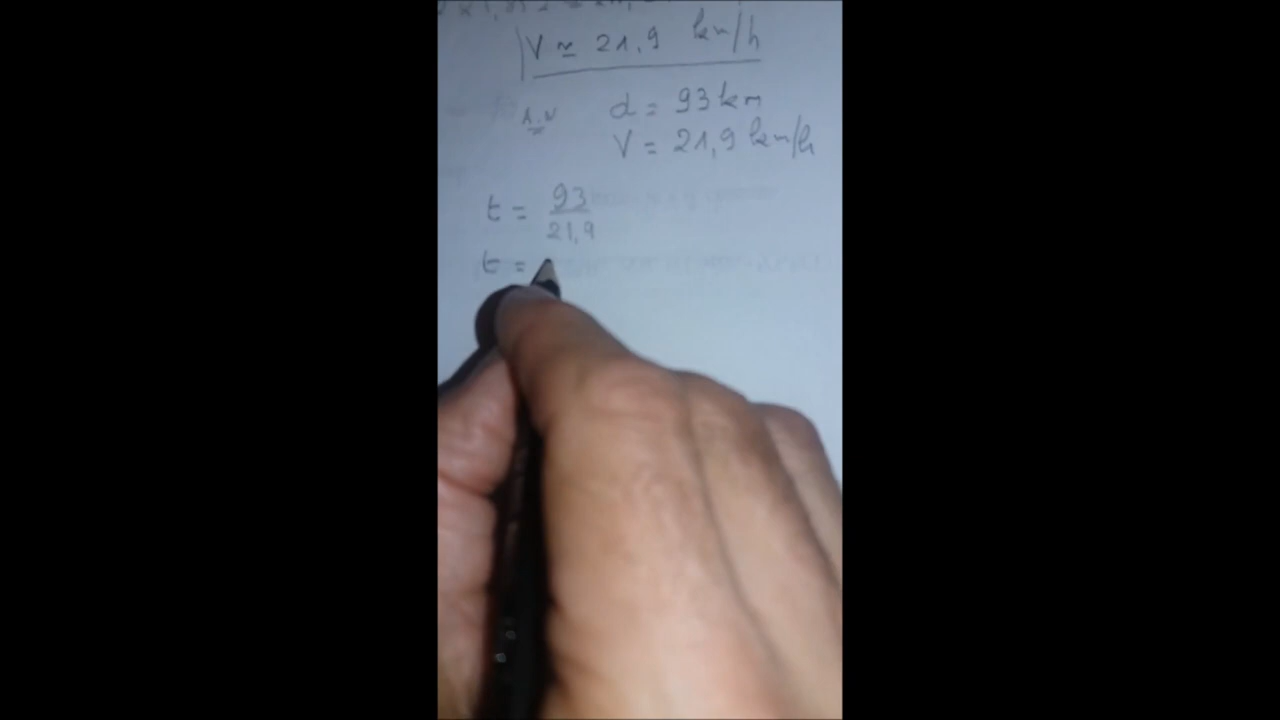 V ≃ 21,9 km/h
A.N d = 93 km
V = 21,9 km/h
t = 93/21,9
t =